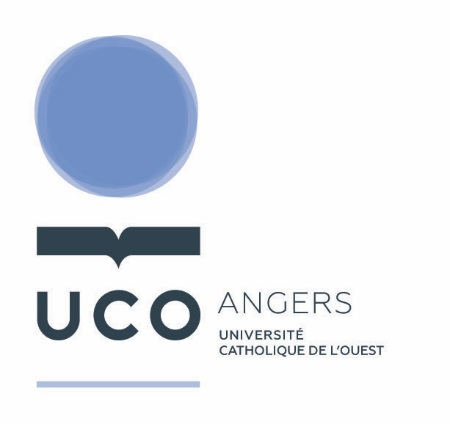 UCO ANGERS
UNIVERSITÉ
CATHOLIQUE DE L'OUEST